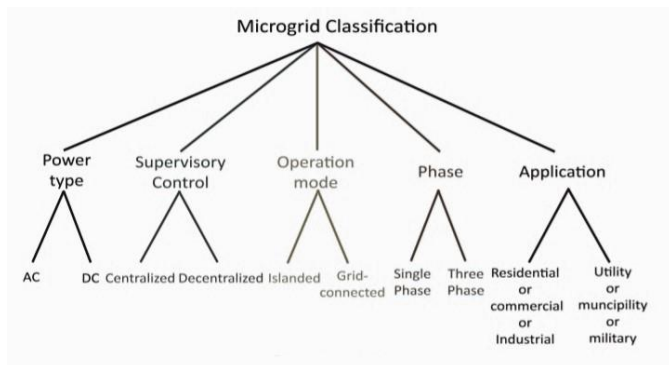 Microgrid Classification
Power
type
Supervisory
Control
Operation
mode
Phase
Application
AC
DC
Centralized
Decentralized
Islanded
Grid-
connected
Single
Phase
Three
Phase
Residential
or
commercial
or
Industrial
Utility
or
muncipility
or
military